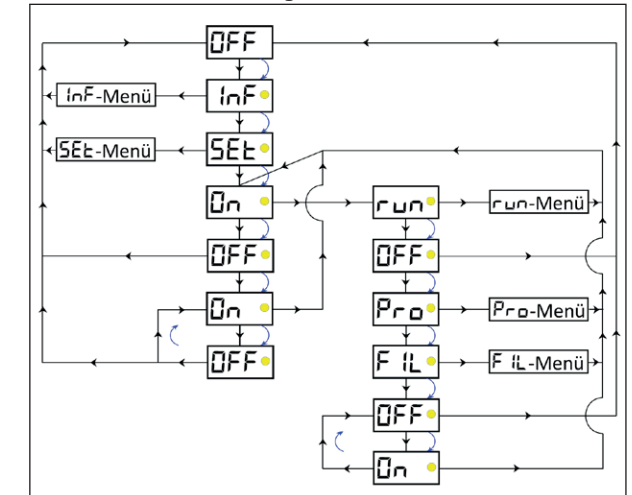 OFF
InF
InF-Menü
SEt
SEt-Menü
On
run
run-Menü
OFF
OFF
On
Pro
Pro-Menü
OFF
FIL
FIL-Menü
OFF
On